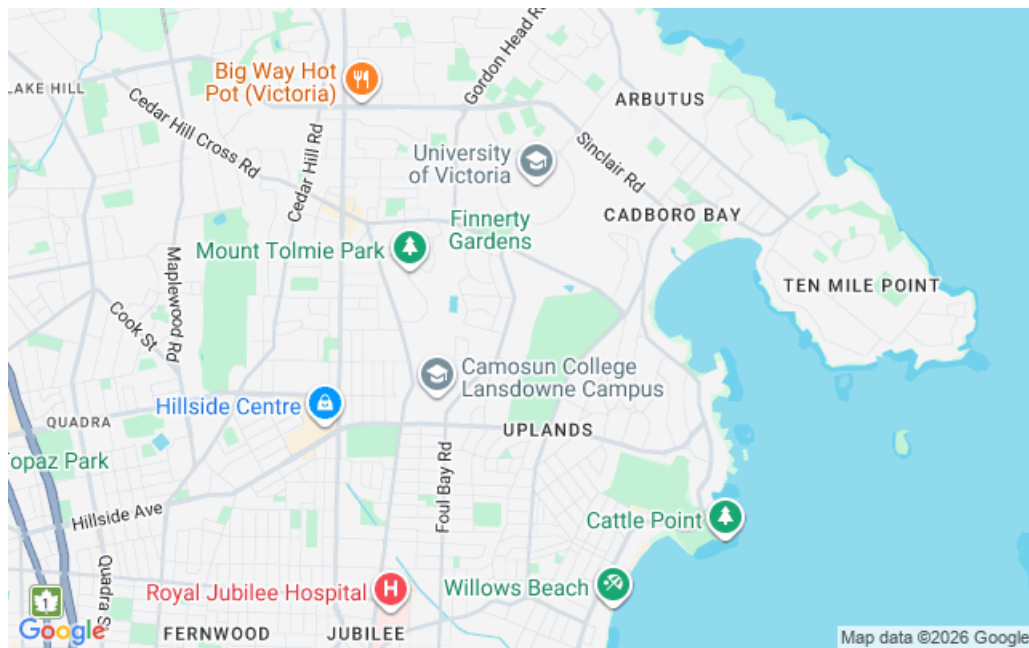 Gordon Head Rd
Big Way Hot
Pot (Victoria)
LAKE HILL
ARBUTUS
Cedar Hill Cross Rd
Cedar Hill Rd
Sinclair Rd
University
of Victoria
CADBORO BAY
Finnerty
Gardens
Mount Tolmie Park
Maplewood Rd
TEN MILE POINT
Cook St
Camosun College
Lansdowne Campus
Hillside Centre
QUADRA
UPLANDS
Topaz Park
Foul Bay Rd
Hillside Ave
Cattle Point
Quadra St
Royal Jubilee Hospital
H
Willows Beach
1
Google
FERNWOOD
JUBILEE
Map data ©2026 Google